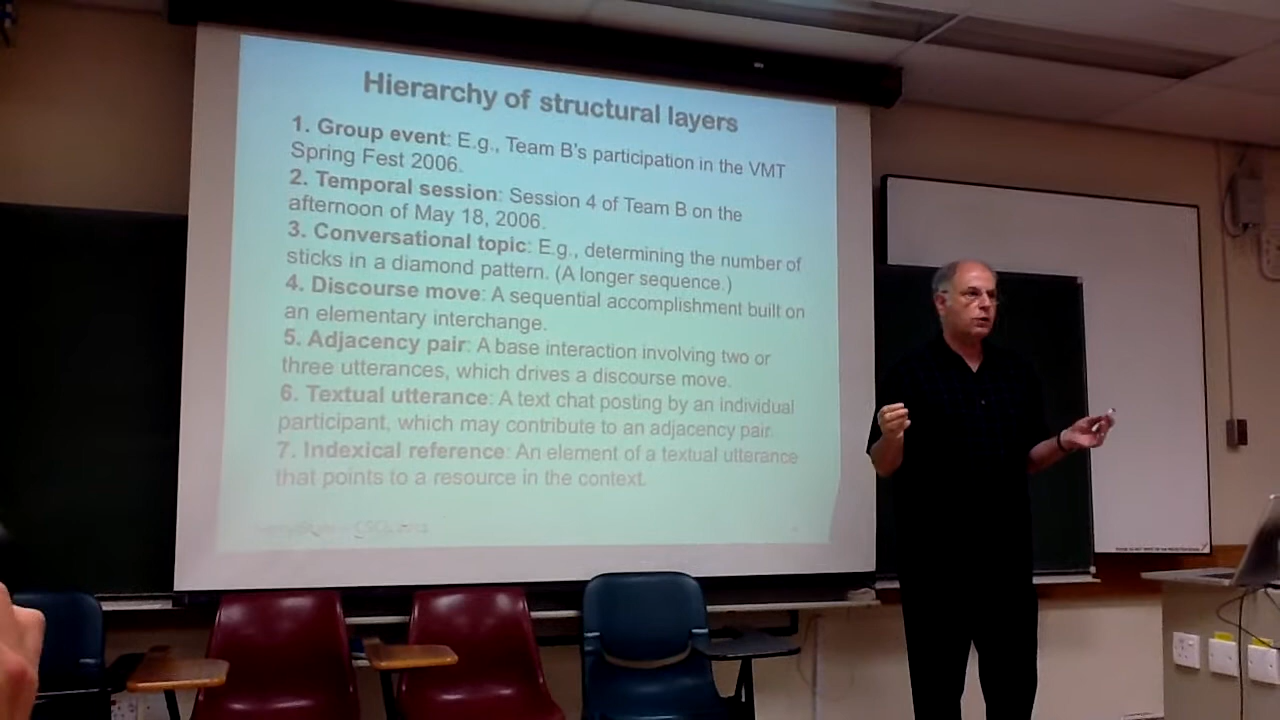 Hierarchy of structural layers
1. Group event: E.g., Team B's participation in the VMT
Spring Fest 2006.
2. Temporal session: Session 4 of Team B on the
afternoon of May 18, 2006.
3. Conversational topic: E.g., determining the number of
sticks in a diamond pattern. (A longer sequence.)
4. Discourse move: A sequential accomplishment built on
an elementary interchange.
5. Adjacency pair: A base interaction involving two or
three utterances, which drives a discourse move.
6. Textual utterance: A text chat posting by an individual
participant, which may contribute to an adjacency pair.
7. Indexical reference: An element of a textual utterance
that points to a resource in the context.